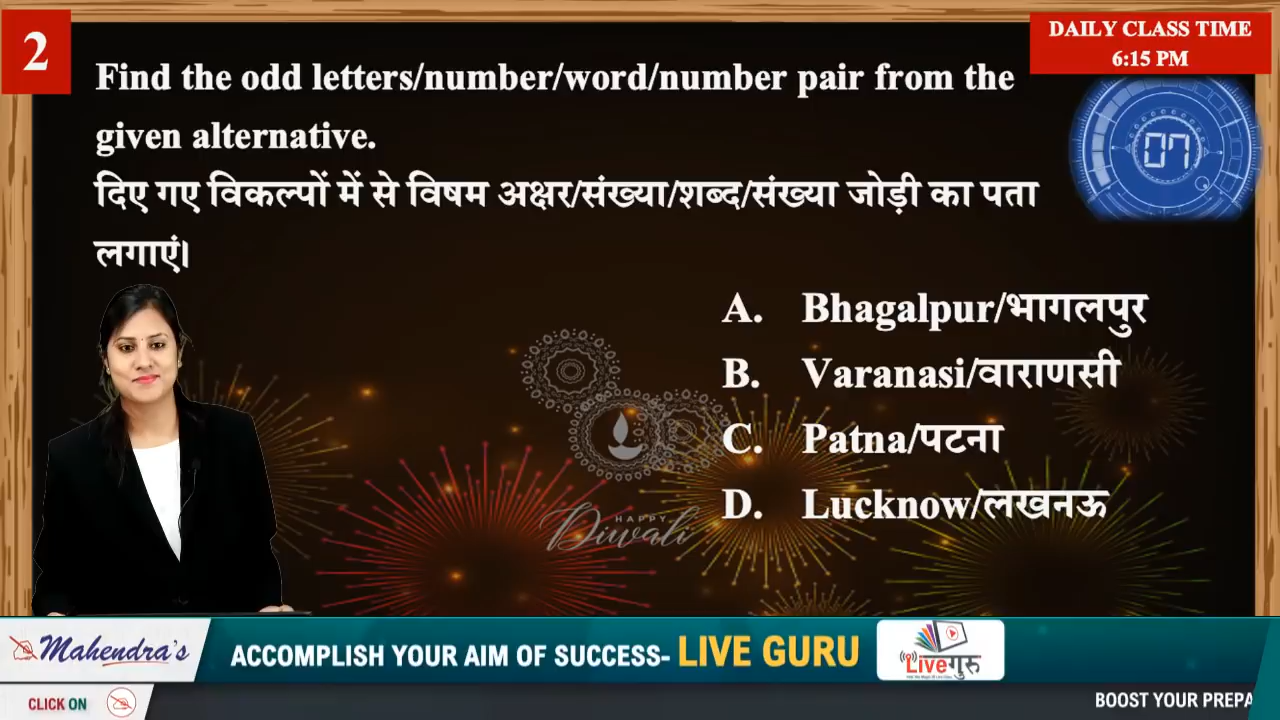 2
DAILY CLASS TIME
6:15 PM
Find the odd letters/number/word/number pair from the
given alternative.
दिए गए विकल्पों में से विषम अक्षर/संख्या/शब्द/संख्या जोड़ी का पता
लगाएं।
07
A. Bhagalpur/भागलपुर
B. Varanasi/वाराणसी
C. Patna/पटना
D. Lucknow/लखनऊ
HAPPY
Diwali
Mahendra's
ACCOMPLISH YOUR AIM OF SUCCESS- LIVE GURU
Liveगुरु
CLICK ON
BOOST YOUR PREPA